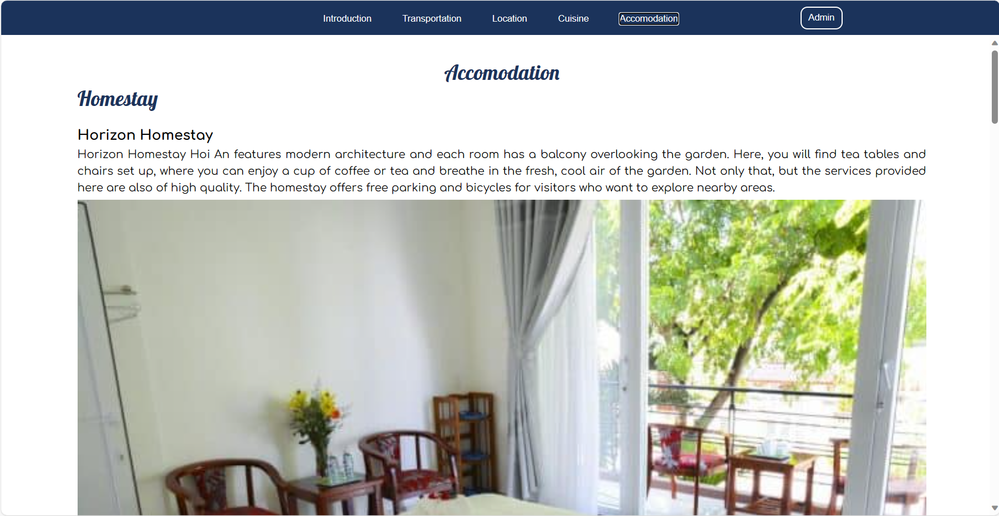 Introduction Transportation Location Cuisine Accomodation Admin
Accomodation
Homestay
Horizon Homestay
Horizon Homestay Hoi An features modern architecture and each room has a balcony overlooking the garden. Here, you will find tea tables and
chairs set up, where you can enjoy a cup of coffee or tea and breathe in the fresh, cool air of the garden. Not only that, but the services provided
here are also of high quality. The homestay offers free parking and bicycles for visitors who want to explore nearby areas.